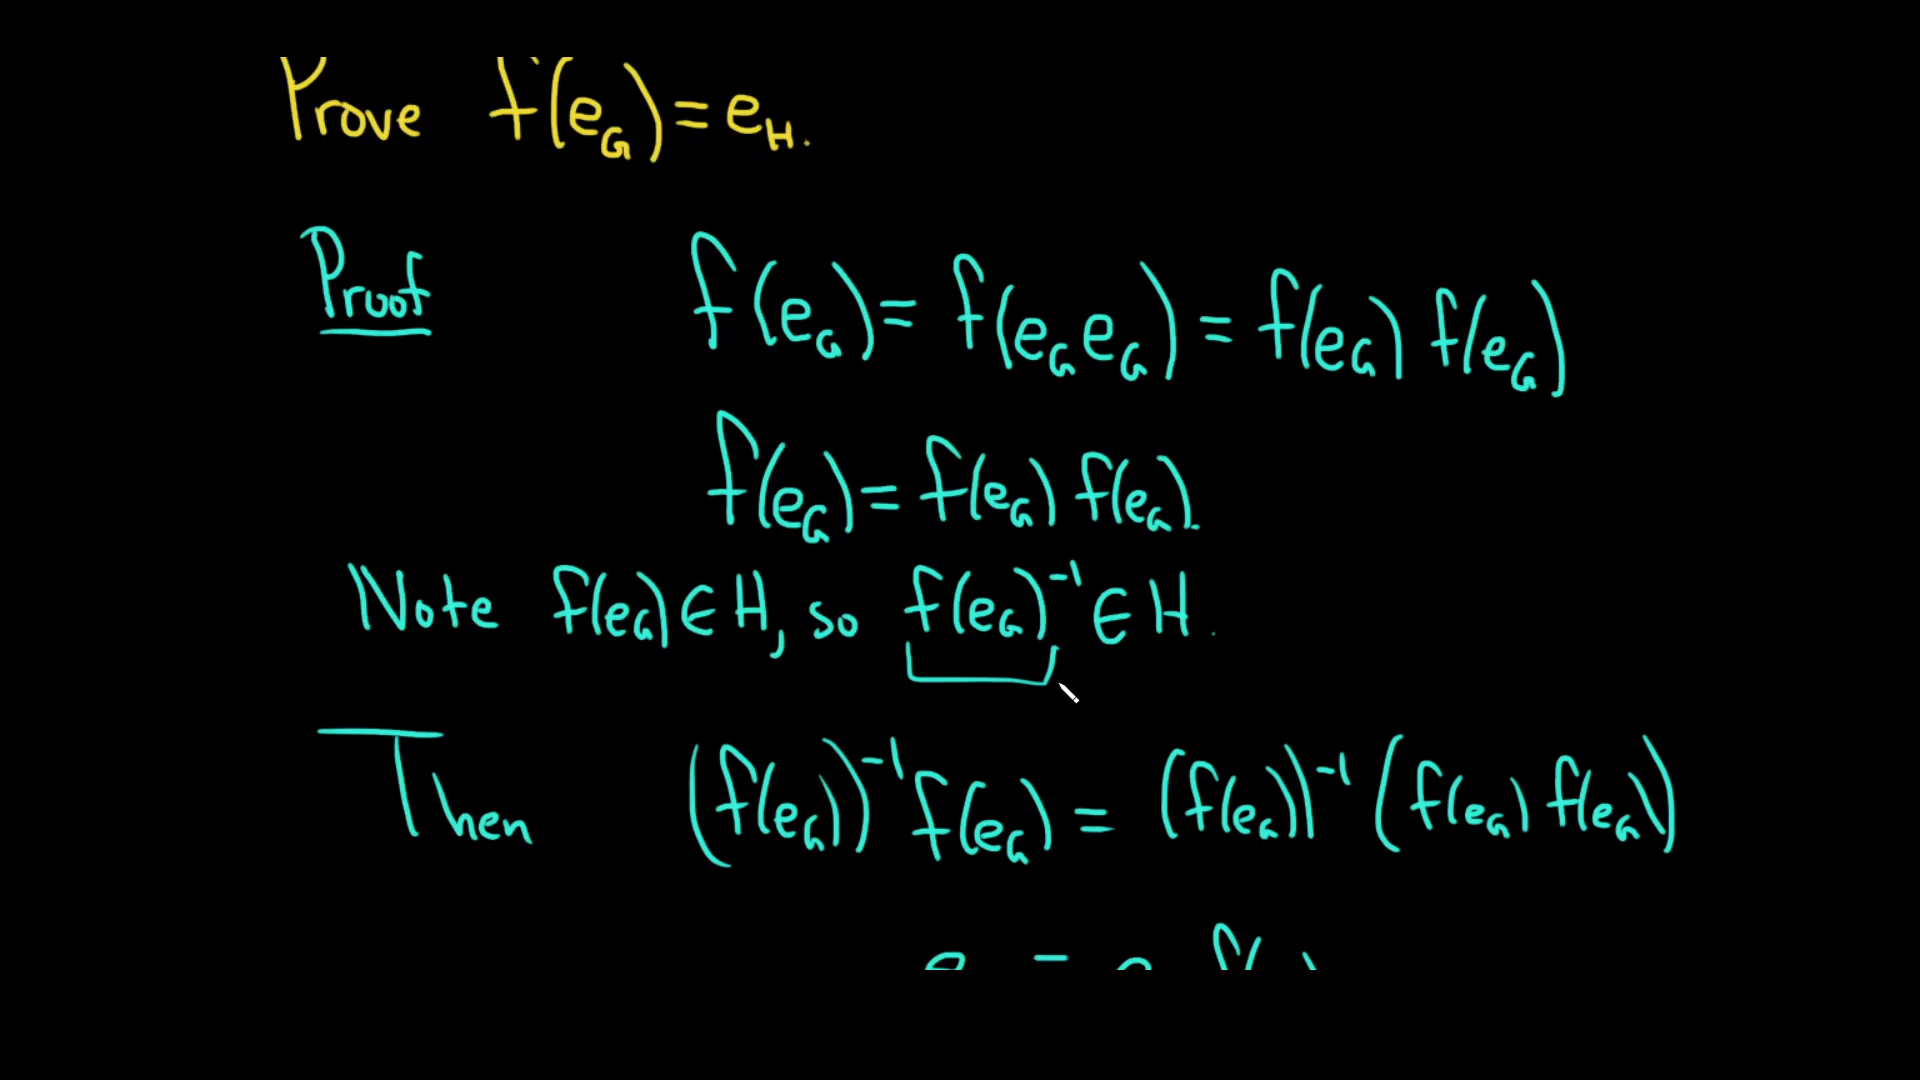 Prove f(e_G) = e_H.
Proof f(e_G) = f(e_G e_G) = f(e_G) f(e_G)
f(e_G) = f(e_G) f(e_G).
Note f(e_G) ∈ H, so f(e_G)⁻¹ ∈ H.
Then (f(e_G))⁻¹ f(e_G) = (f(e_G))⁻¹ (f(e_G) f(e_G))